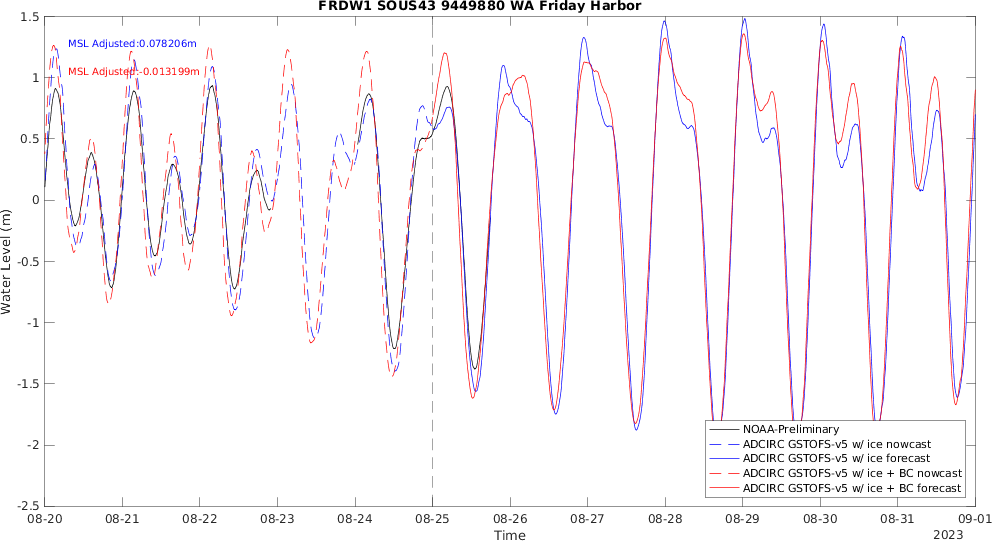 FRDW1 SOUS43 9449880 WA Friday Harbor
1.5
MSL Adjusted:0.078206m
MSL Adjusted:-0.013199m
1
0.5
0
-0.5
-1
-1.5
-2
-2.5
Water Level (m)
NOAA-Preliminary
ADCIRC GSTOFS-v5 w/ ice nowcast
ADCIRC GSTOFS-v5 w/ ice forecast
ADCIRC GSTOFS-v5 w/ ice + BC nowcast
ADCIRC GSTOFS-v5 w/ ice + BC forecast
08-20 08-21 08-22 08-23 08-24 08-25 08-26 08-27 08-28 08-29 08-30 08-31 09-01
Time
2023